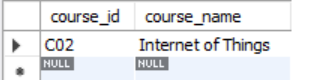 course_id course_name
C02 Internet of Things
NULL NULL